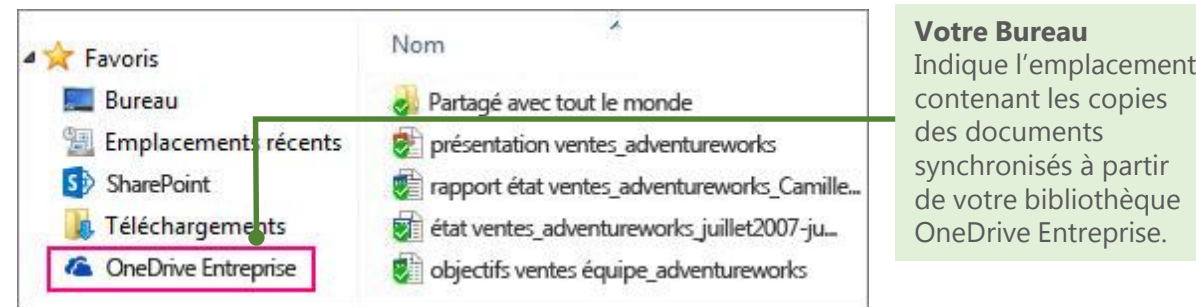 Favoris
Bureau
Emplacements récents
SharePoint
Téléchargements
OneDrive Entreprise
Nom
Partagé avec tout le monde
présentation ventes_adventureworks
rapport état ventes_adventureworks_Camille...
état ventes_adventureworks_juillet2007-ju...
objectifs ventes équipe_adventureworks
Votre Bureau
Indique l’emplacement
contenant les copies
des documents
synchronisés à partir
de votre bibliothèque
OneDrive Entreprise.